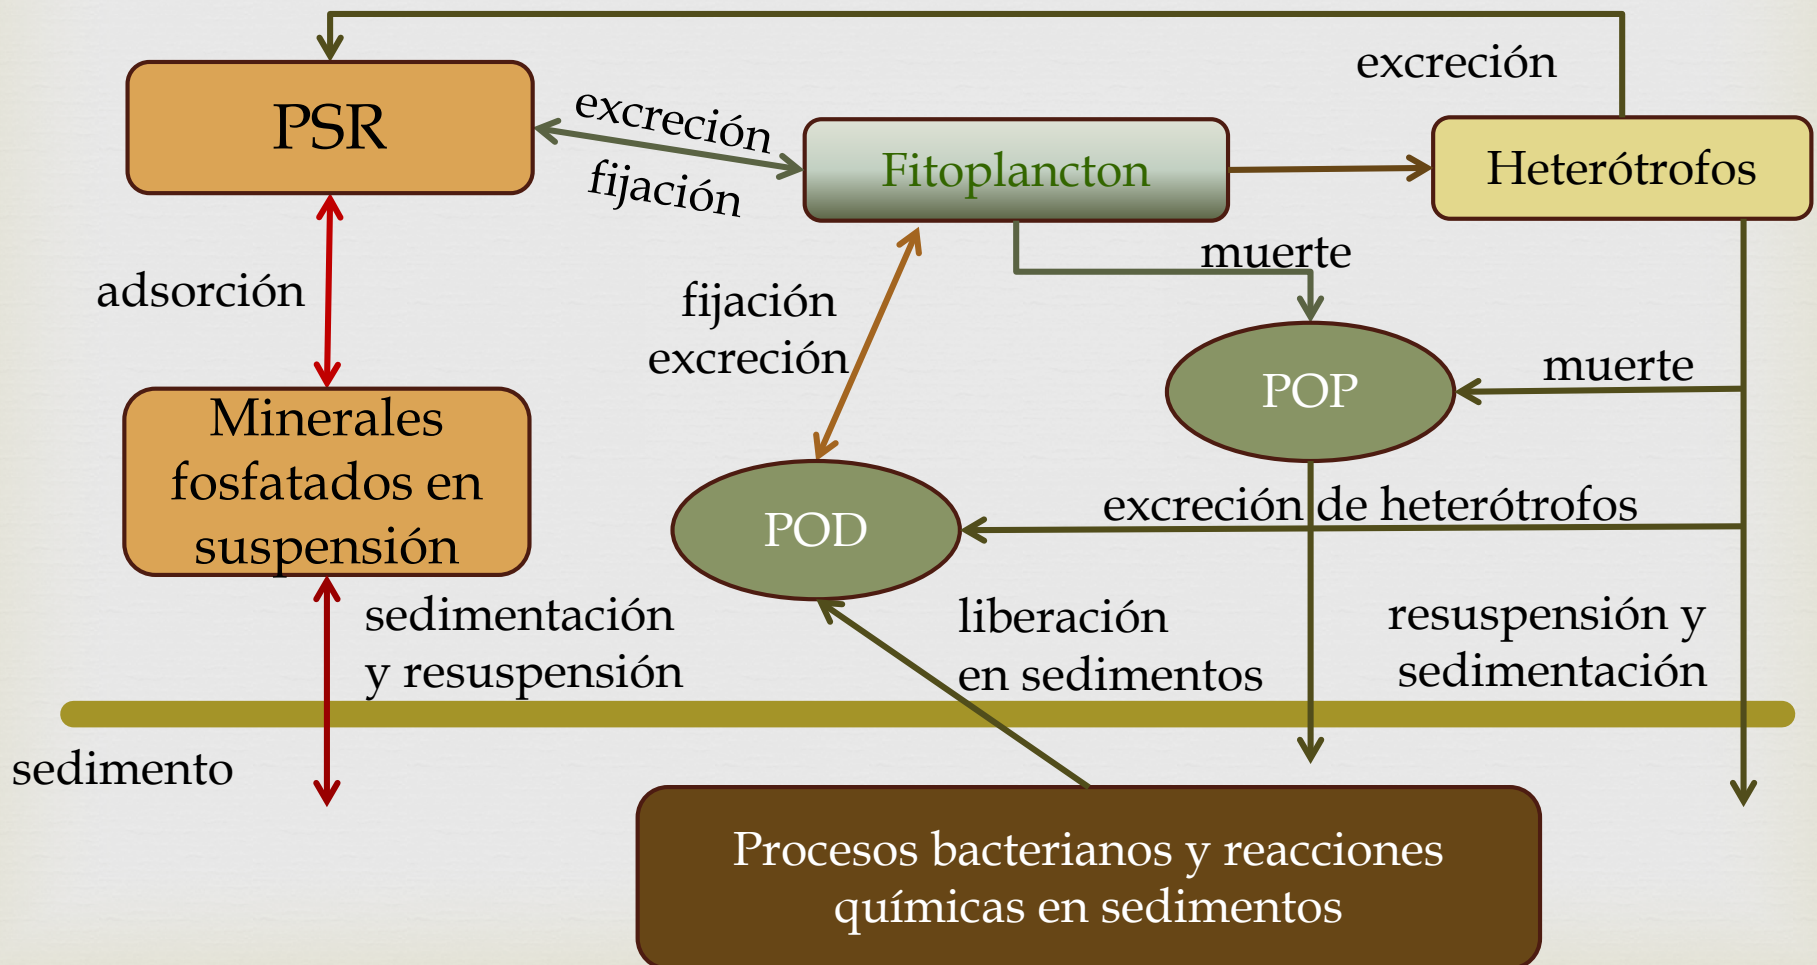 excreción
PSR
excreción
fijación
Fitoplancton
Heterótrofos
adsorción
fijación
excreción
muerte
POP
muerte
Minerales
fosfatados en
suspensión
POD
excreción de heterótrofos
sedimentación
y resuspensión
liberación
en sedimentos
resuspensión y
sedimentación
sedimento
Procesos bacterianos y reacciones
químicas en sedimentos